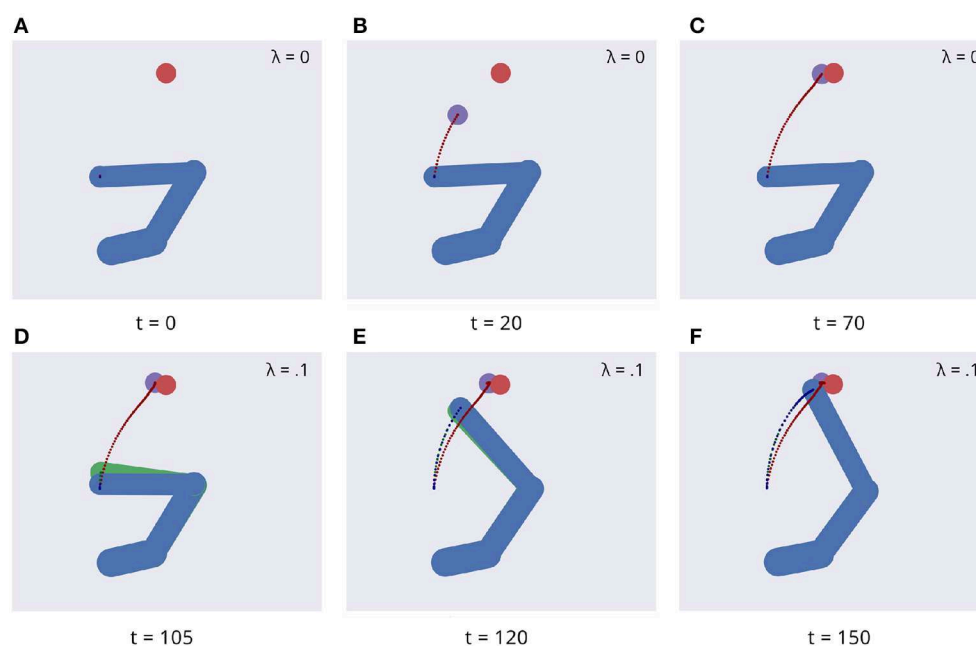 A
λ = 0
B
λ = 0
C
λ = 0
t = 0
t = 20
t = 70
D
λ = .1
E
λ = .1
F
λ = .1
t = 105
t = 120
t = 150